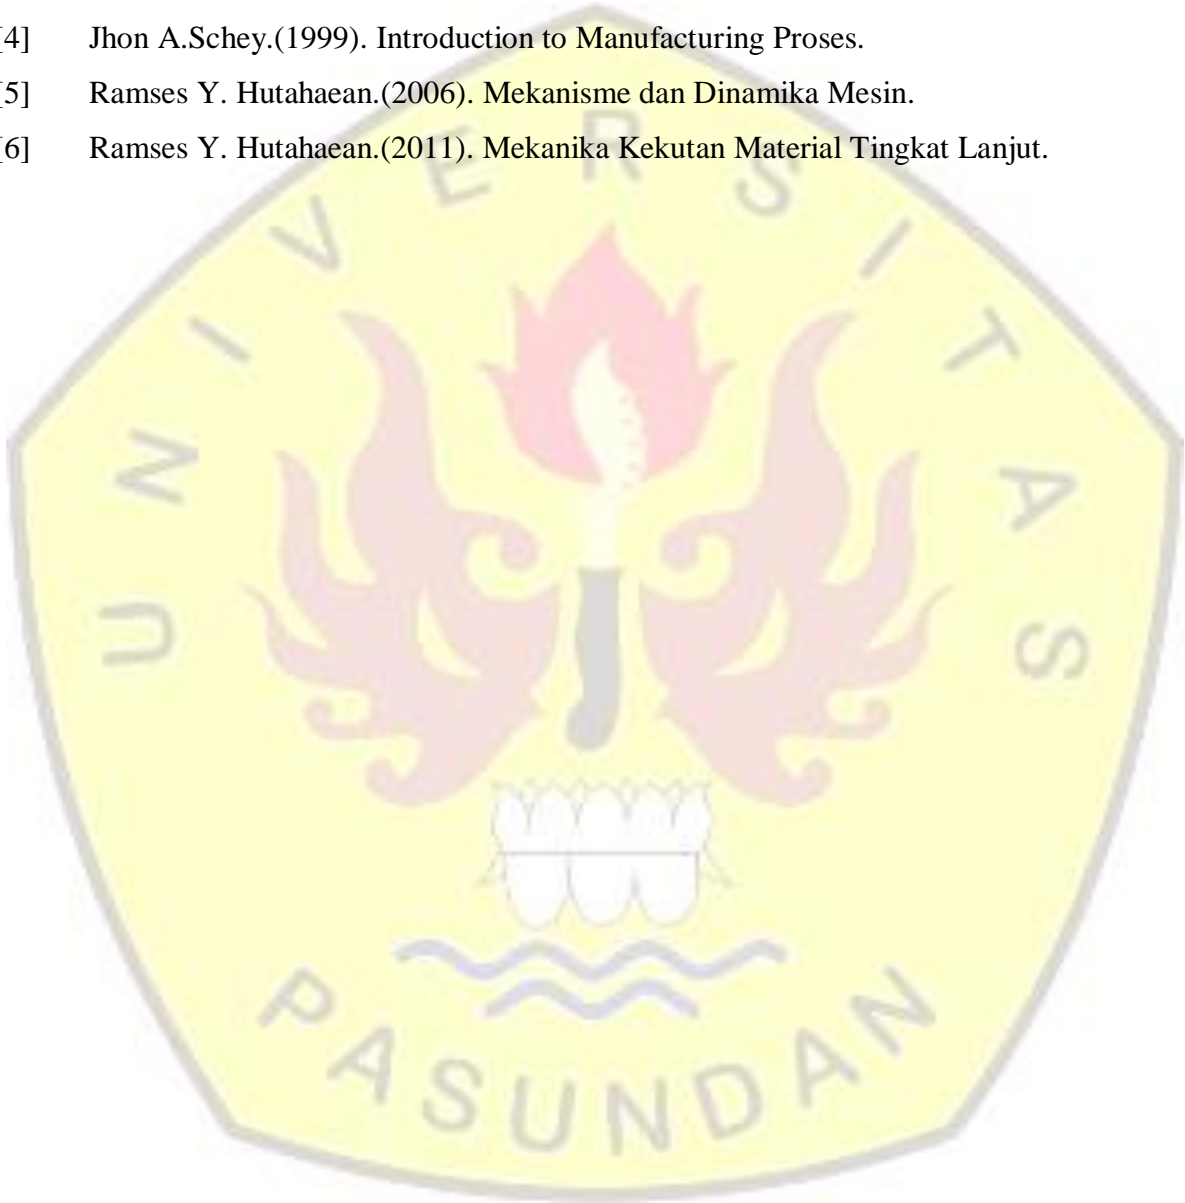 [4] Jhon A.Schey.(1999). Introduction to Manufacturing Proses.
[5] Ramses Y. Hutahaean.(2006). Mekanisme dan Dinamika Mesin.
[6] Ramses Y. Hutahaean.(2011). Mekanika Kekutan Material Tingkat Lanjut.
UNIVERSITAS
PASUNDAN